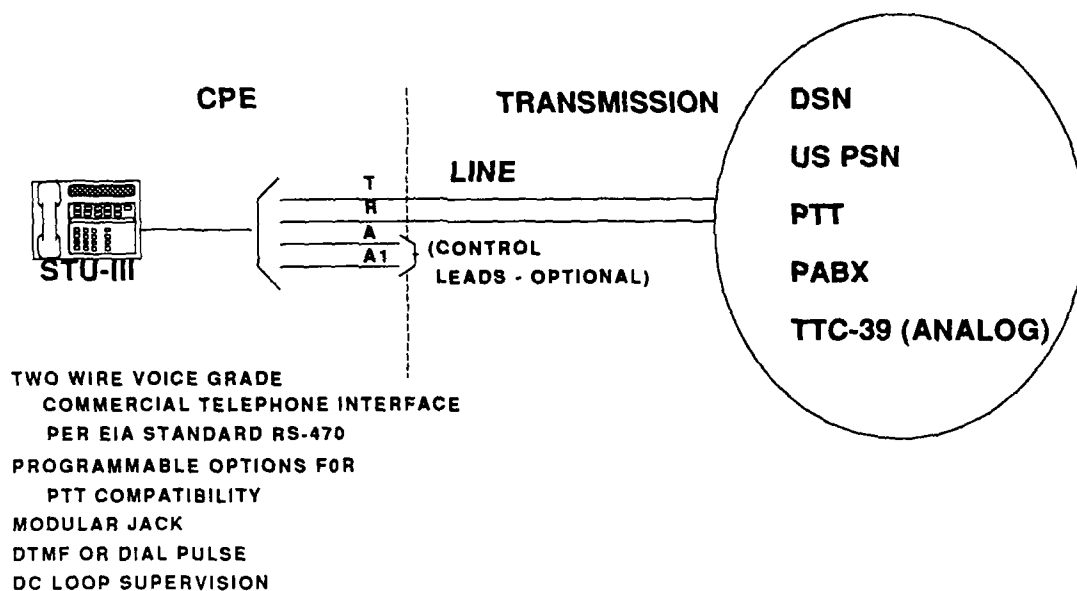 CPE
TRANSMISSION
LINE
T
R
A
A1
(CONTROL
LEADS - OPTIONAL)
STU-III
DSN
US PSN
PTT
PABX
TTC-39 (ANALOG)
TWO WIRE VOICE GRADE
COMMERCIAL TELEPHONE INTERFACE
PER EIA STANDARD RS-470
PROGRAMMABLE OPTIONS FOR
PTT COMPATIBILITY
MODULAR JACK
DTMF OR DIAL PULSE
DC LOOP SUPERVISION